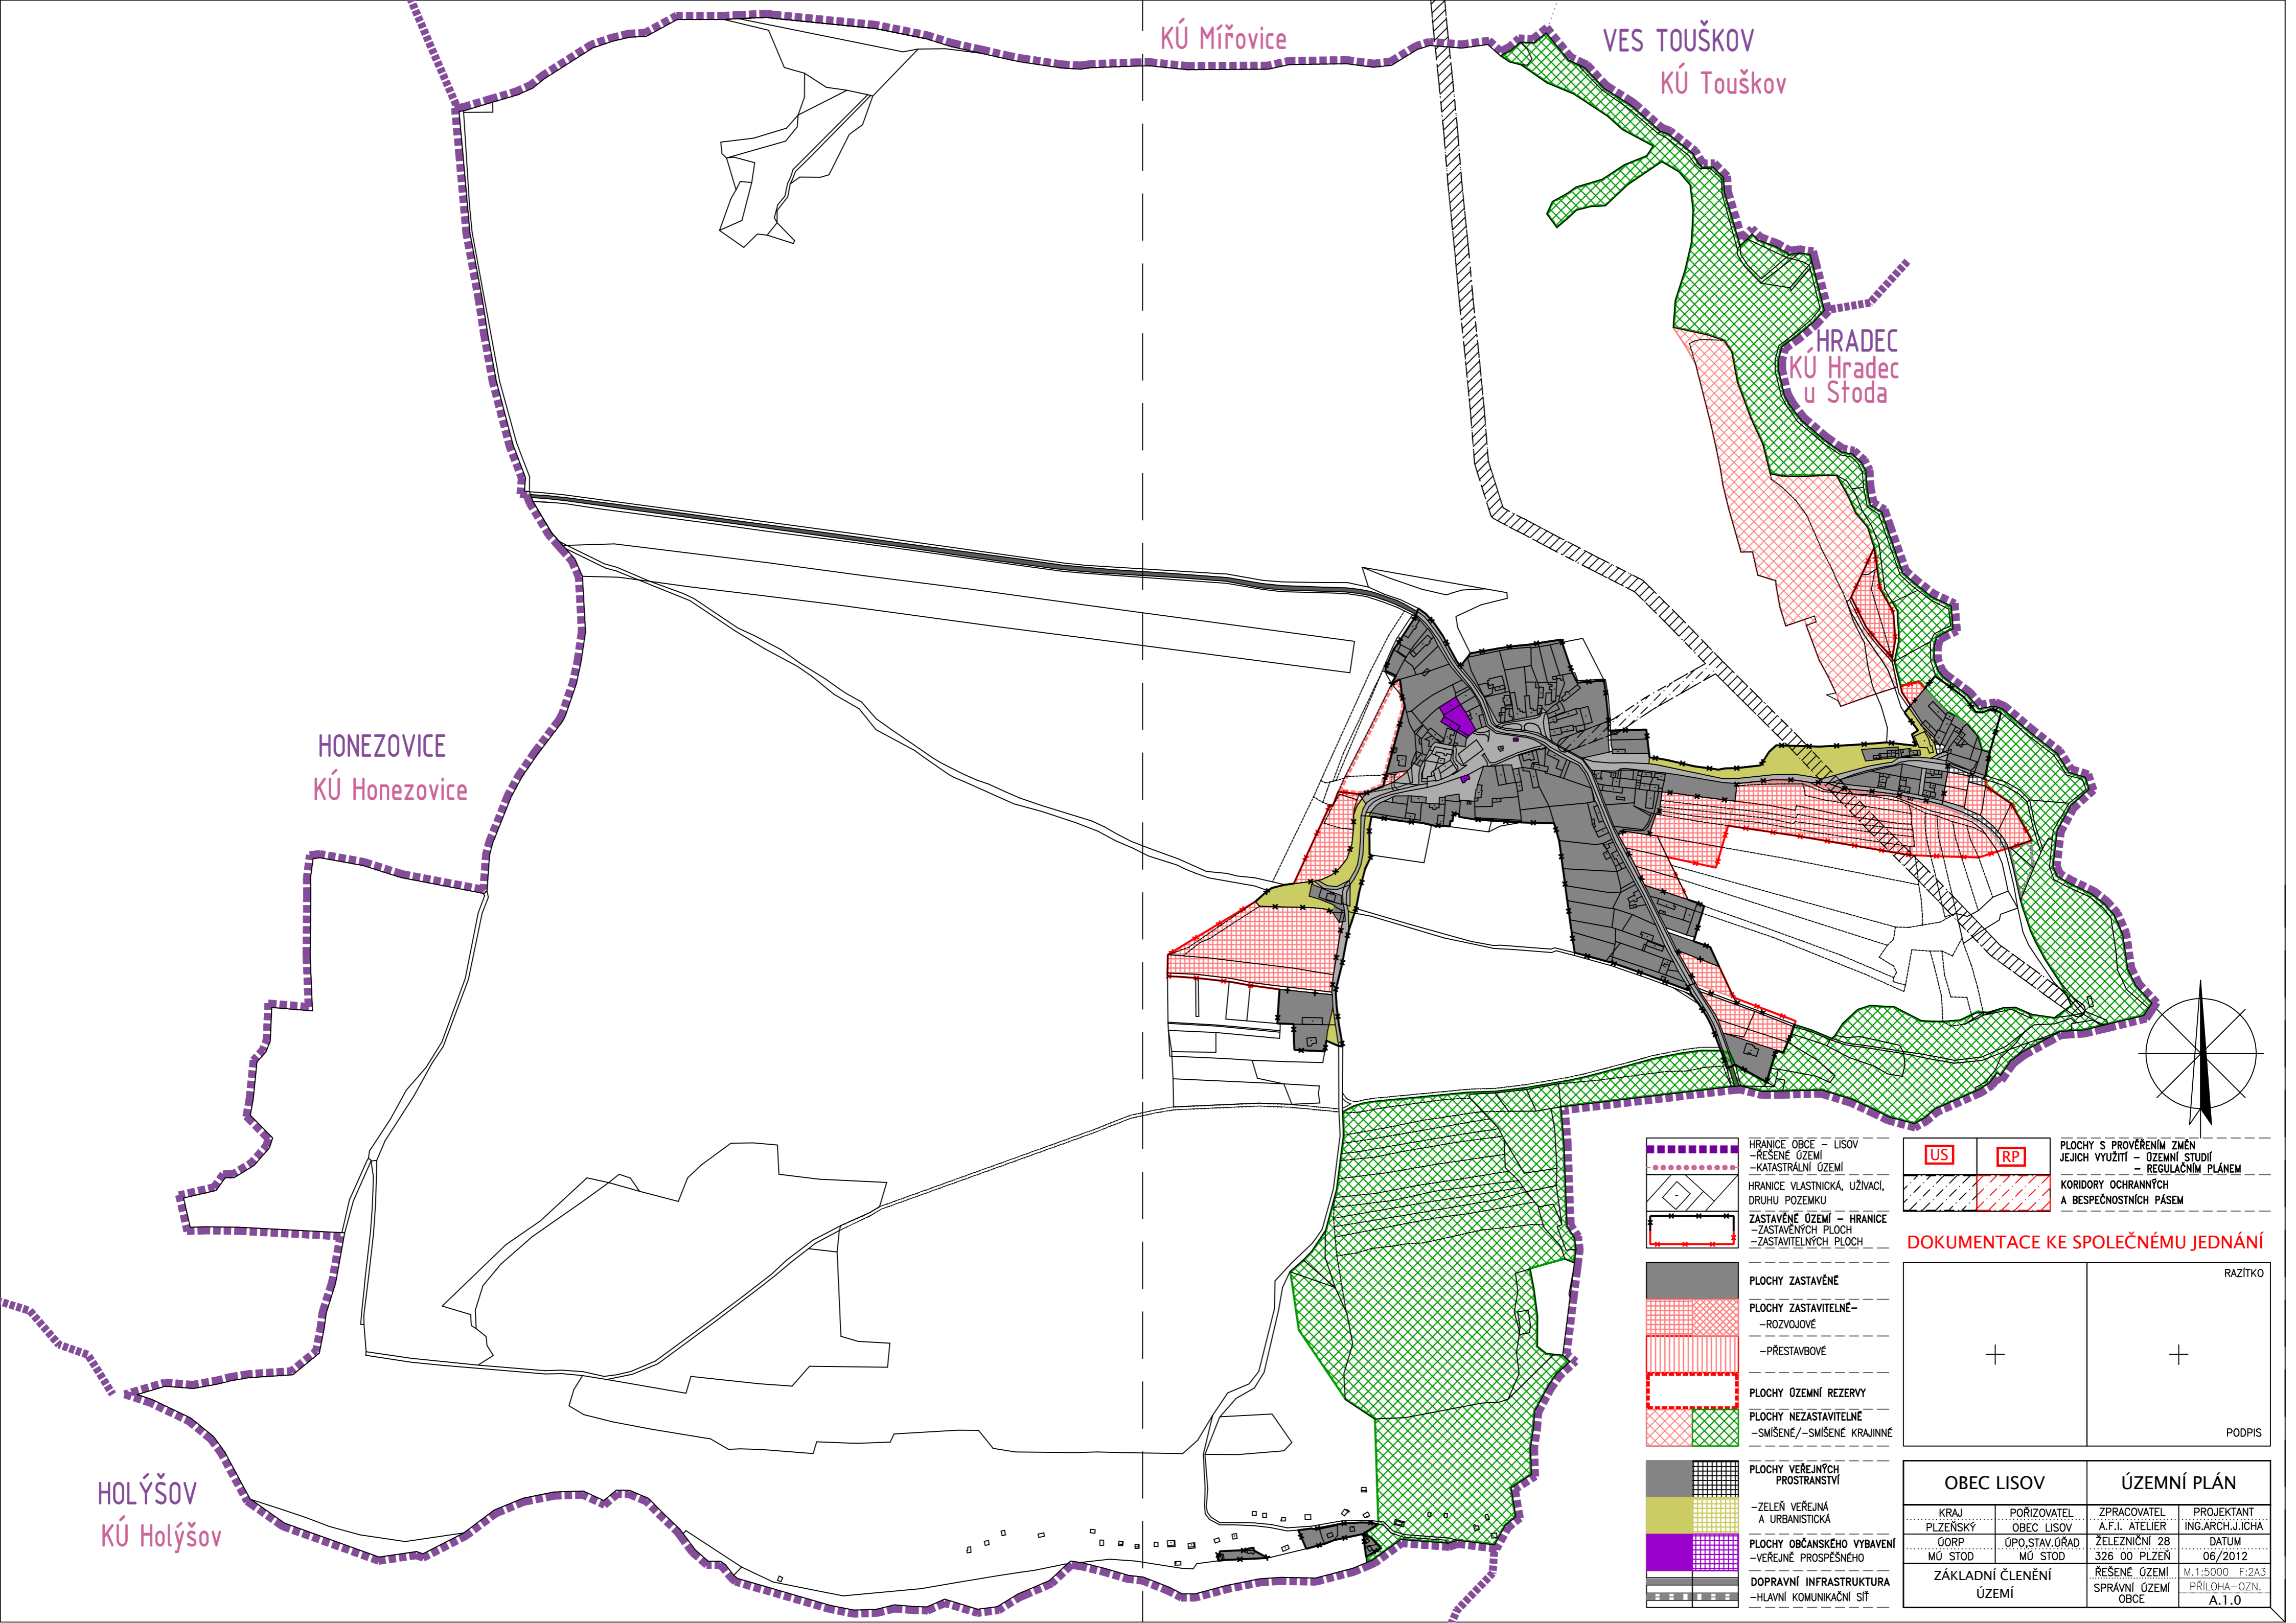 KÚ Mířovice
VES TOUŠKOV
KÚ Touškov
HRADEC
KÚ Hradec
u Stoda
HONEZOVICE
KÚ Honezovice
HOLÝŠOV
KÚ Holýšov
HRANICE OBCE – LISOV
–ŘEŠENÉ ÚZEMÍ
–KATASTRÁLNÍ ÚZEMÍ
HRANICE VLASTNICKÁ, UŽÍVACÍ,
DRUHU POZEMKU
ZASTAVĚNÉ ÚZEMÍ – HRANICE
–ZASTAVĚNÝCH PLOCH
–ZASTAVITELNÝCH PLOCH
PLOCHY ZASTAVĚNÉ
PLOCHY ZASTAVITELNÉ–
–ROZVOJOVÉ
–PŘESTAVBOVÉ
PLOCHY ÚZEMNÍ REZERVY
PLOCHY NEZASTAVITELNÉ
–SMÍŠENÉ/–SMÍŠENÉ KRAJINNÉ
PLOCHY VEŘEJNÝCH
PROSTRANSTVÍ
–ZELEŇ VEŘEJNÁ
A URBANISTICKÁ
PLOCHY OBČANSKÉHO VYBAVENÍ
–VEŘEJNĚ PROSPĚŠNÉHO
DOPRAVNÍ INFRASTRUKTURA
–HLAVNÍ KOMUNIKAČNÍ SÍŤ
US RP
PLOCHY S PROVĚŘENÍM ZMĚN
JEJICH VYUŽITÍ – ÚZEMNÍ STUDIÍ
– REGULAČNÍM PLÁNEM
KORIDORY OCHRANNÝCH
A BEZPEČNOSTNÍCH PÁSEM
DOKUMENTACE KE SPOLEČNÉMU JEDNÁNÍ
RAZÍTKO
PODPIS
OBEC LISOV ÚZEMNÍ PLÁN
KRAJ POŘIZOVATEL ZPRACOVATEL PROJEKTANT
PLZEŇSKÝ OBEC LISOV A.F.I. ATELIER ING.ARCH.J.ICHA
ÚORP ÚPO,STAV.ÚŘAD ŽELEZNIČNÍ 28 DATUM
MÚ STOD MÚ STOD 326 00 PLZEŇ 06/2012
ZÁKLADNÍ ČLENĚNÍ
ÚZEMÍ
ŘEŠENÉ ÚZEMÍ M.1:5000 F:2A3
SPRÁVNÍ ÚZEMÍ
OBCE
PŘÍLOHA–OZN.
A.1.0